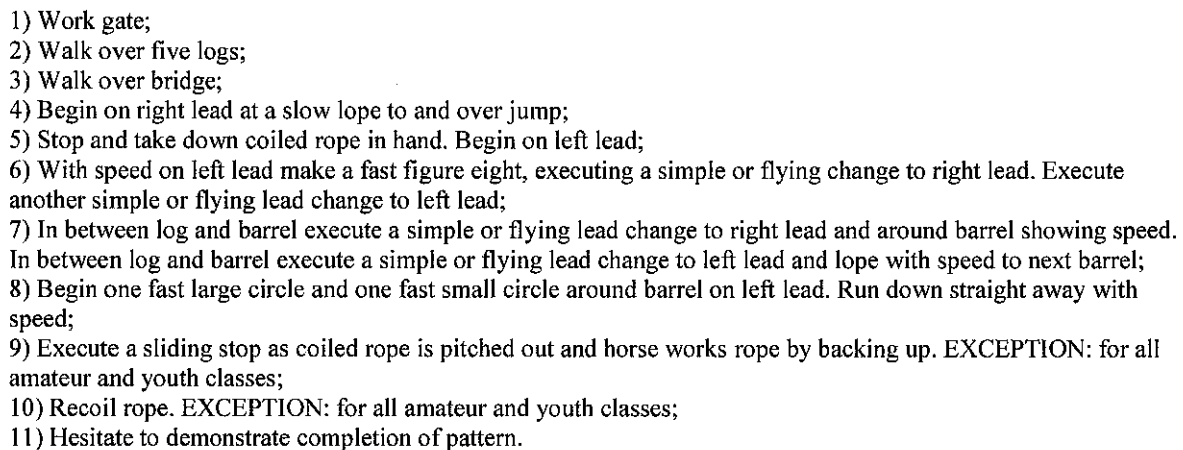 1) Work gate;
2) Walk over five logs;
3) Walk over bridge;
4) Begin on right lead at a slow lope to and over jump;
5) Stop and take down coiled rope in hand. Begin on left lead;
6) With speed on left lead make a fast figure eight, executing a simple or flying change to right lead. Execute
another simple or flying lead change to left lead;
7) In between log and barrel execute a simple or flying lead change to right lead and around barrel showing speed.
In between log and barrel execute a simple or flying lead change to left lead and lope with speed to next barrel;
8) Begin one fast large circle and one fast small circle around barrel on left lead. Run down straight away with
speed;
9) Execute a sliding stop as coiled rope is pitched out and horse works rope by backing up. EXCEPTION: for all
amateur and youth classes;
10) Recoil rope. EXCEPTION: for all amateur and youth classes;
11) Hesitate to demonstrate completion of pattern.